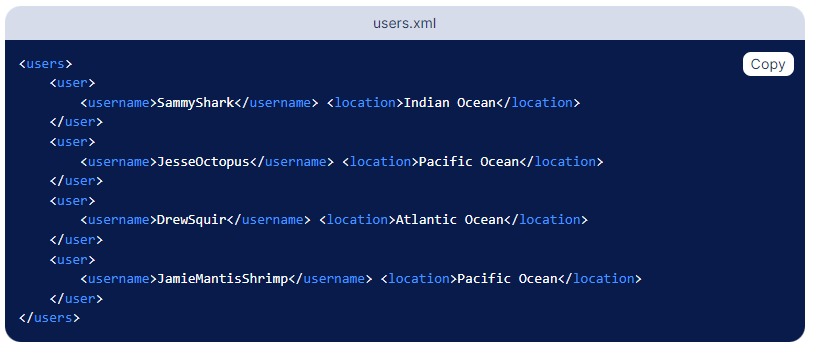 users.xml
Copy
<users>
    <user>
        <username>SammyShark</username> <location>Indian Ocean</location>
    </user>
    <user>
        <username>JesseOctopus</username> <location>Pacific Ocean</location>
    </user>
    <user>
        <username>DrewSquir</username> <location>Atlantic Ocean</location>
    </user>
    <user>
        <username>JamieMantisShrimp</username> <location>Pacific Ocean</location>
    </user>
</users>